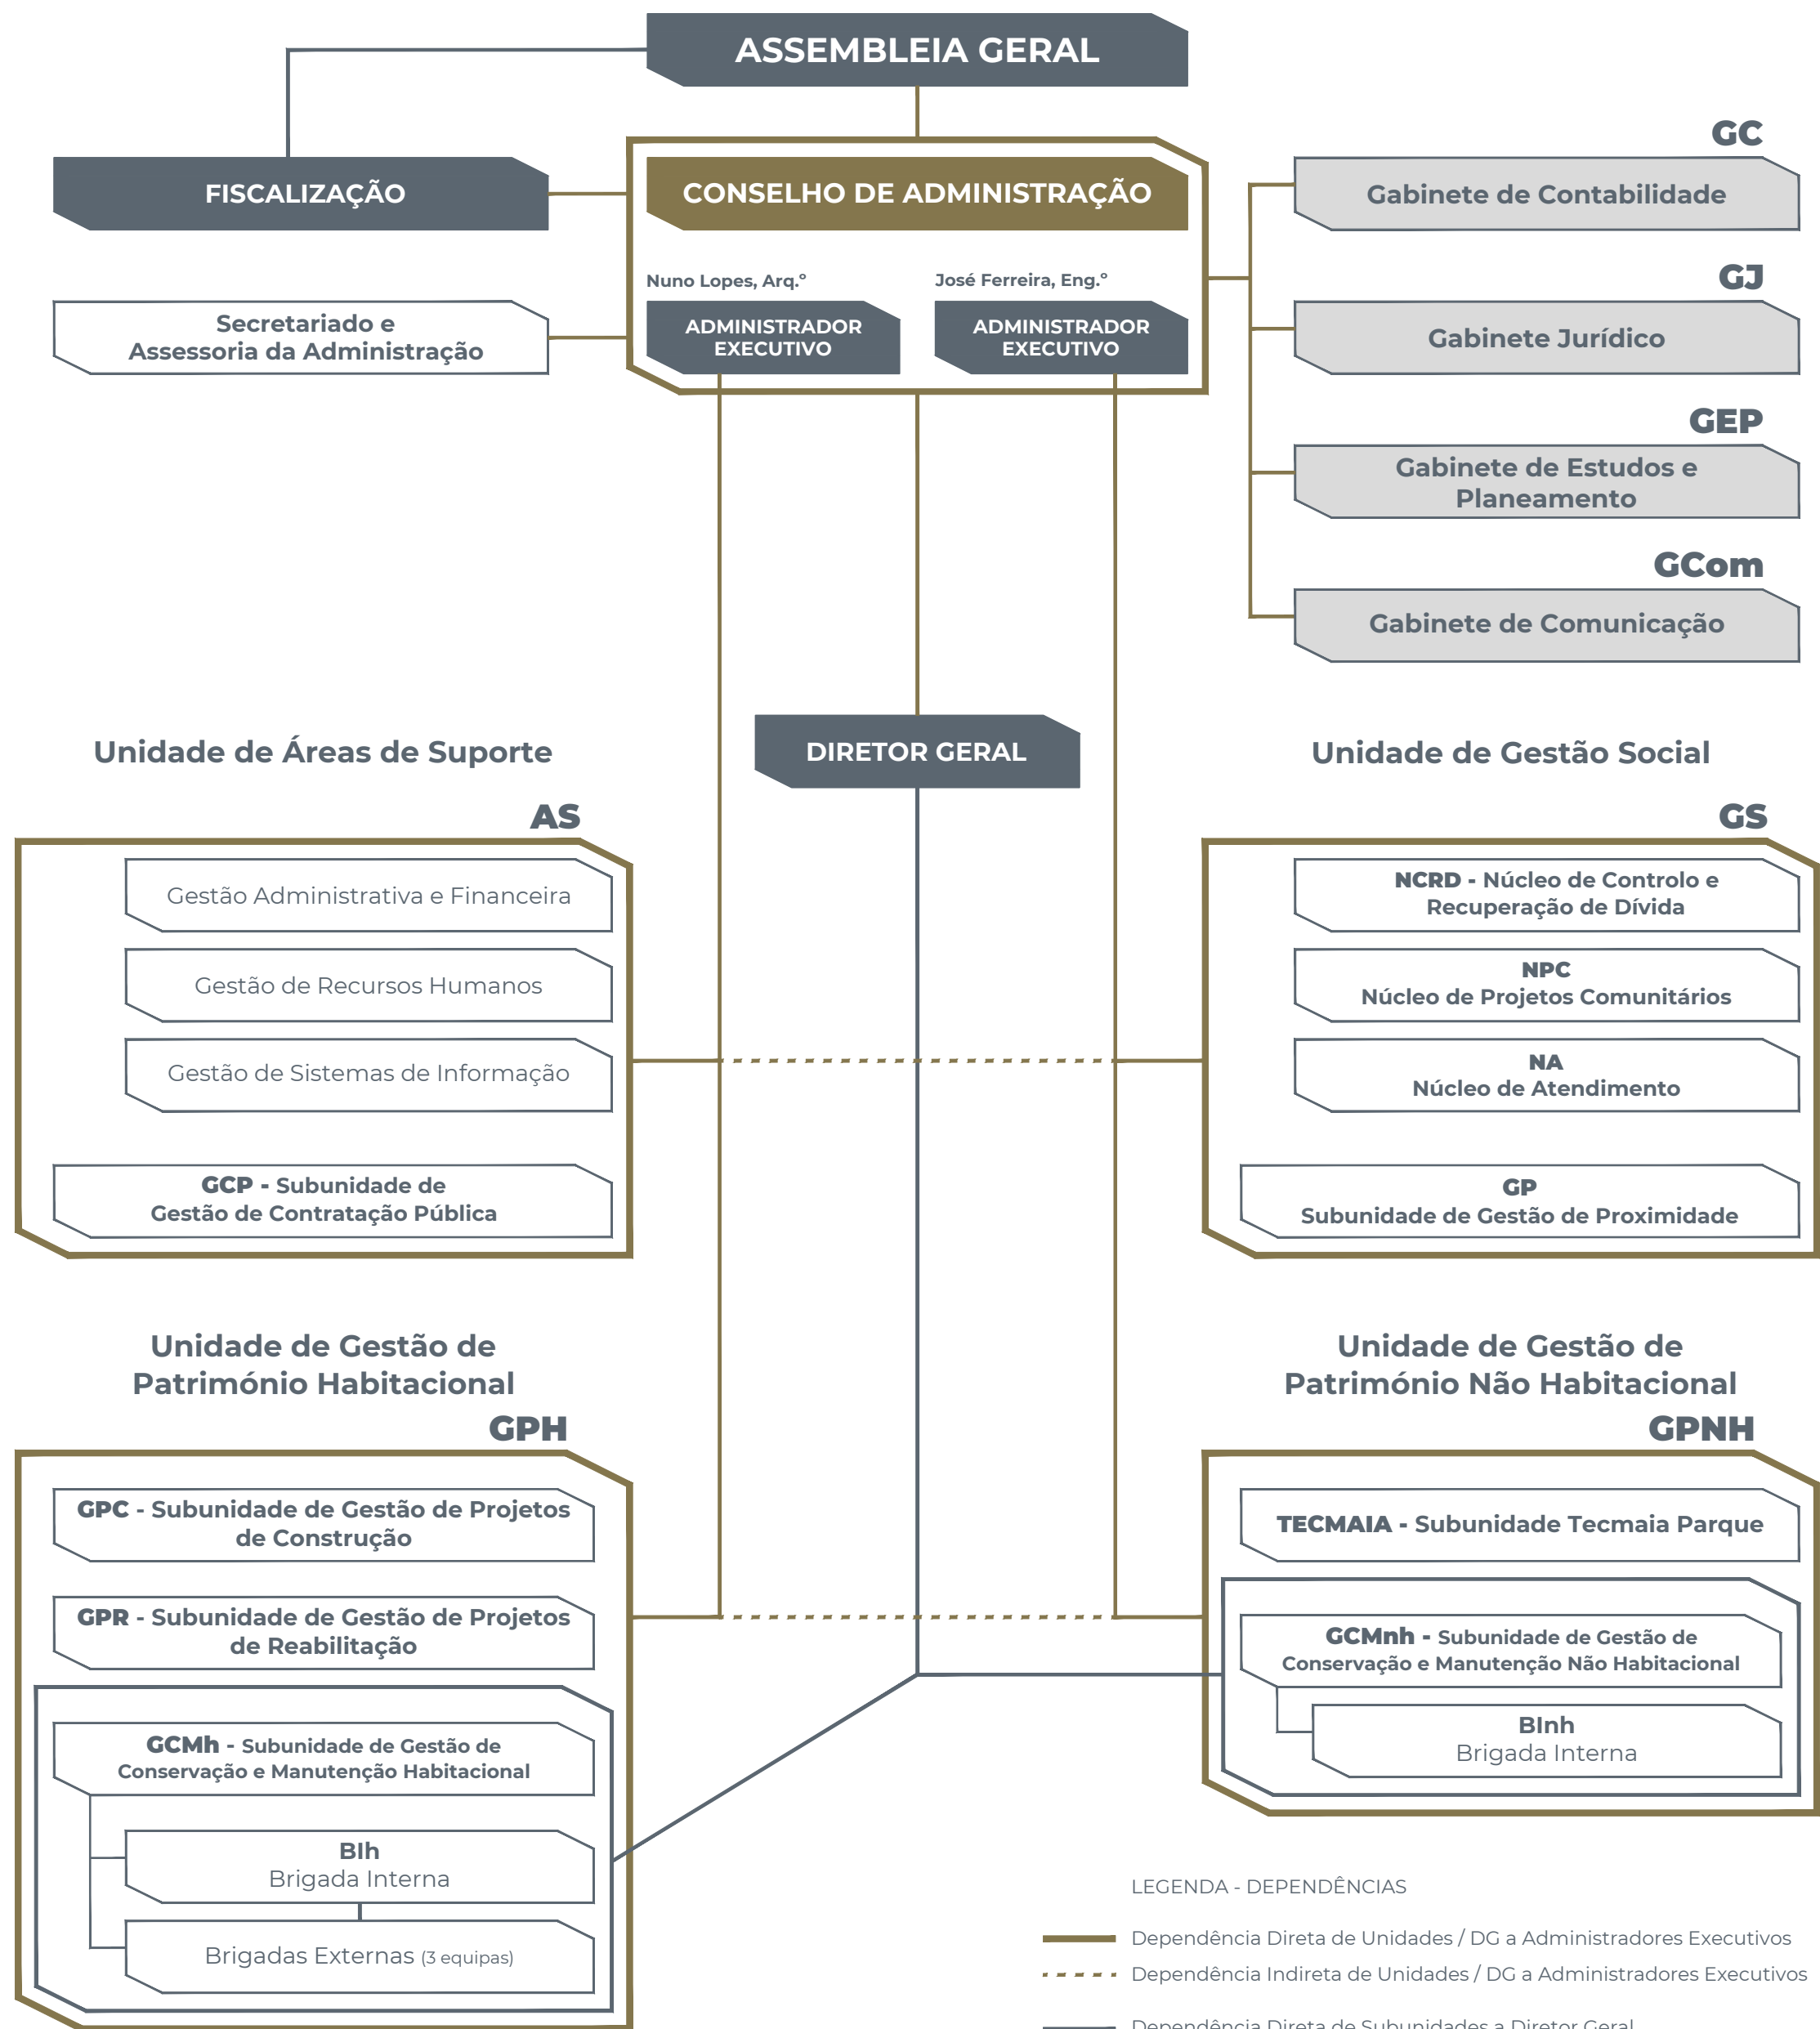 ASSEMBLEIA GERAL
FISCALIZAÇÃO
CONSELHO DE ADMINISTRAÇÃO
Nuno Lopes, Arq.º
ADMINISTRADOR
EXECUTIVO
José Ferreira, Eng.º
ADMINISTRADOR
EXECUTIVO
Secretariado e
Assessoria da Administração
GC
Gabinete de Contabilidade
GJ
Gabinete Jurídico
GEP
Gabinete de Estudos e
Planeamento
GCom
Gabinete de Comunicação
DIRETOR GERAL
Unidade de Áreas de Suporte
AS
Gestão Administrativa e Financeira
Gestão de Recursos Humanos
Gestão de Sistemas de Informação
GCP - Subunidade de
Gestão de Contratação Pública
Unidade de Gestão Social
GS
NCRD - Núcleo de Controlo e
Recuperação de Dívida
NPC
Núcleo de Projetos Comunitários
NA
Núcleo de Atendimento
GP
Subunidade de Gestão de Proximidade
Unidade de Gestão de
Património Habitacional
GPH
GPC - Subunidade de Gestão de Projetos
de Construção
GPR - Subunidade de Gestão de Projetos
de Reabilitação
GCMh - Subunidade de Gestão de
Conservação e Manutenção Habitacional
BIh
Brigada Interna
Brigadas Externas (3 equipas)
Unidade de Gestão de
Património Não Habitacional
GPNH
TECMAIA - Subunidade Tecmaia Parque
GCMnh - Subunidade de Gestão de
Conservação e Manutenção Não Habitacional
BInh
Brigada Interna
LEGENDA - DEPENDÊNCIAS
Dependência Direta de Unidades / DG a Administradores Executivos
Dependência Indireta de Unidades / DG a Administradores Executivos
Dependência Direta de Subunidades a Diretor Geral